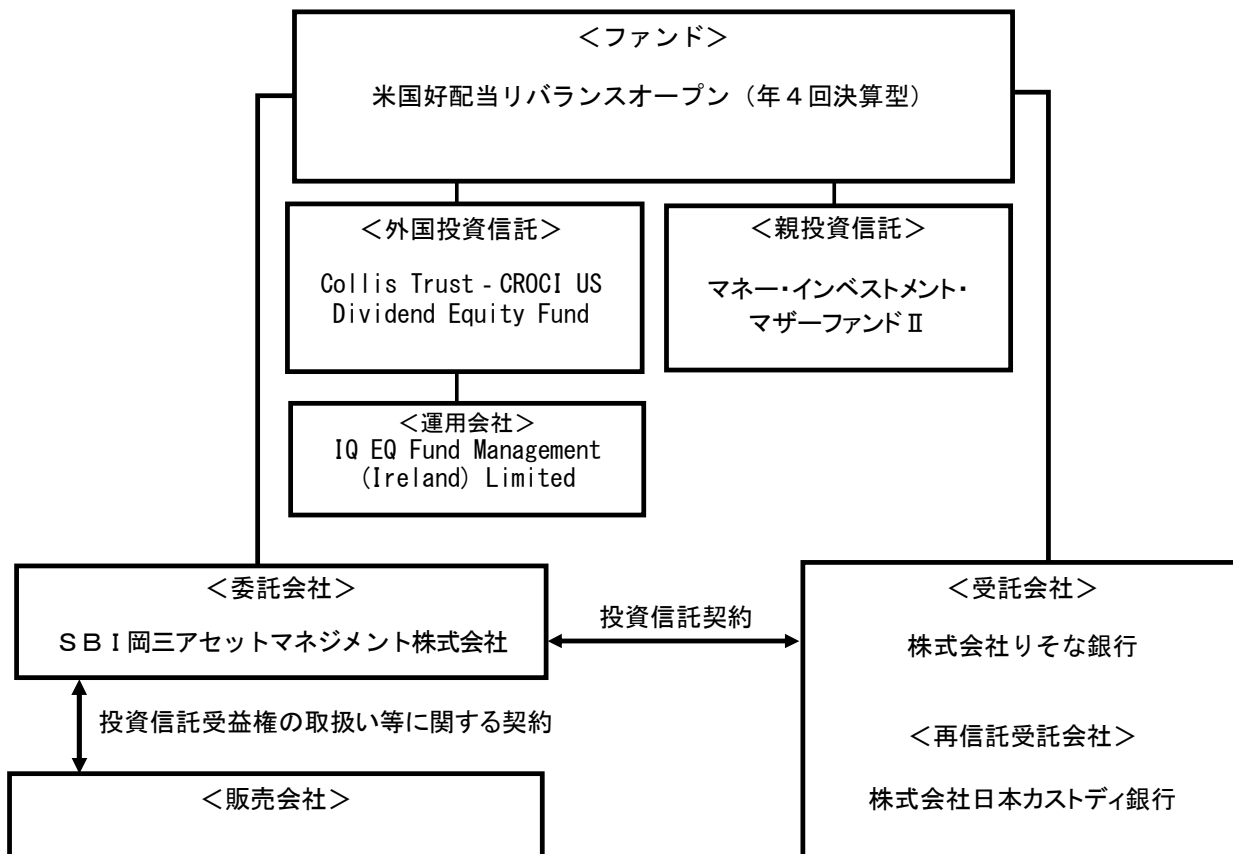 ＜ファンド＞
米国好配当リバランスオープン（年４回決算型）
＜外国投資信託＞
Collis Trust - CROCI US
Dividend Equity Fund
＜親投資信託＞
マネー・インベストメント・
マザーファンドⅡ
＜運用会社＞
IQ EQ Fund Management
(Ireland) Limited
＜委託会社＞
ＳＢＩ岡三アセットマネジメント株式会社
投資信託契約
＜受託会社＞
株式会社りそな銀行
投資信託受益権の取扱い等に関する契約
＜再信託受託会社＞
株式会社日本カストディ銀行
＜販売会社＞